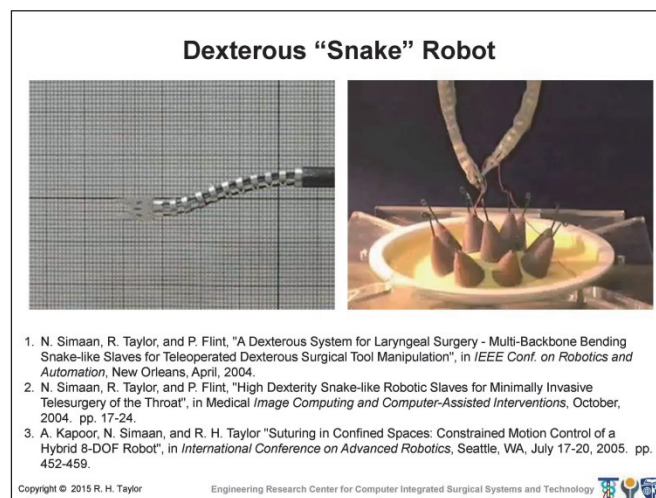 Dexterous “Snake” Robot
1. N. Simaan, R. Taylor, and P. Flint, "A Dexterous System for Laryngeal Surgery - Multi-Backbone Bending
Snake-like Slaves for Teleoperated Dexterous Surgical Tool Manipulation", in IEEE Conf. on Robotics and
Automation, New Orleans, April, 2004.
2. N. Simaan, R. Taylor, and P. Flint, "High Dexterity Snake-like Robotic Slaves for Minimally Invasive
Telesurgery of the Throat", in Medical Image Computing and Computer-Assisted Interventions, October,
2004. pp. 17-24.
3. A. Kapoor, N. Simaan, and R. H. Taylor "Suturing in Confined Spaces: Constrained Motion Control of a
Hybrid 8-DOF Robot", in International Conference on Advanced Robotics, Seattle, WA, July 17-20, 2005. pp.
452-459.
Copyright © 2015 R. H. Taylor
Engineering Research Center for Computer Integrated Surgical Systems and Technology